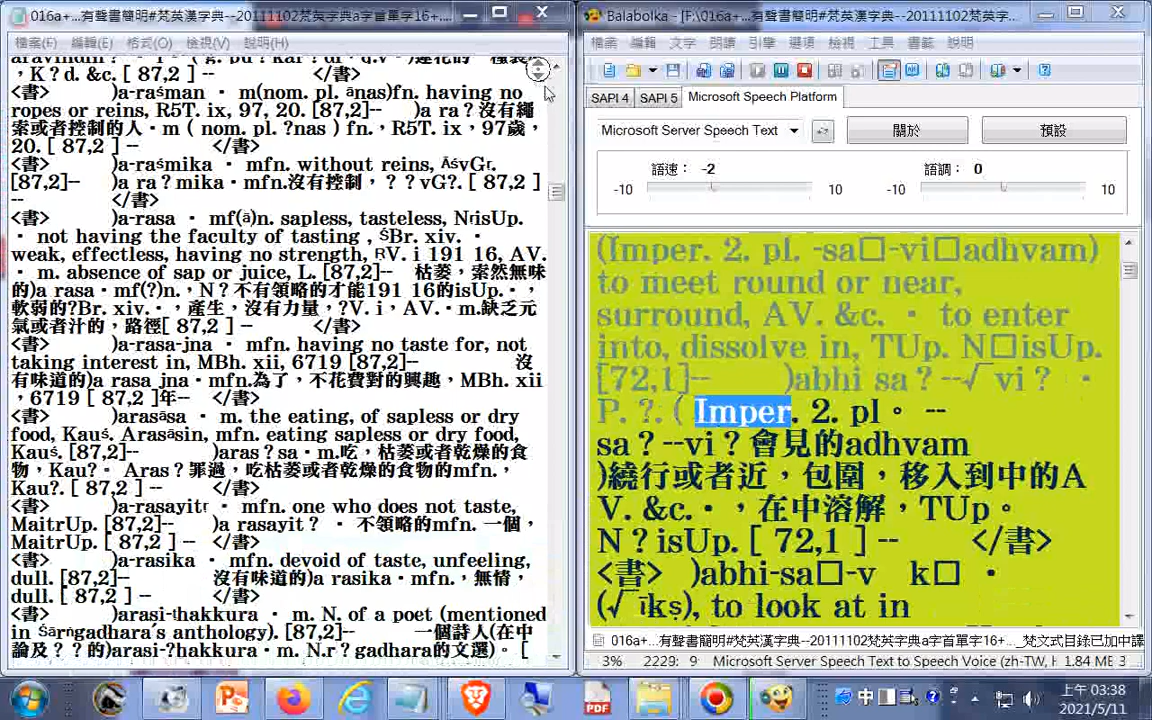 有聲書簡明#梵英漢字典--20111102梵英字典a字首單字16+...
檔案(F) 編輯(E) 格式(O) 檢視(V) 說明(H)
, K?d. &c. [ 87,2 ] -- </書>
<書> )a-raśman ‧ m(nom. pl. ānas)fn. having no
ropes or reins, R5T. ix, 97, 20. [87,2]-- )a ra?沒有繩
索或者控制的人‧m ( nom. pl. ?nas ) fn.，R5T. ix，97歲，
20. [ 87,2 ] -- </書>
<書> )a-raśmika ‧ mfn. without reins, ĀśvGṛ.
[87,2]-- )a ra?mika‧mfn.沒有控制，??vG?. [ 87,2 ]
-- </書>
<書> )a-rasa ‧ mf(ā)n. sapless, tasteless, NṛisUp.
‧ not having the faculty of tasting , ŚBr. xiv. ‧
weak, effectless, having no strength, RV. i 191 16, AV.
‧ m. absence of sap or juice, L. [87,2]-- 枯萎，索然無味
的)a rasa‧mf(?)n.，N?不有領略的才能191 16的isUp.‧，
軟弱的?Br. xiv.‧，產生，沒有力量，?V. i，AV.‧m.缺乏元
氣或者汁的，路徑[ 87,2 ] -- </書>
<書> )a-rasa-jna ‧ mfn. having no taste for, not
taking interest in, MBh. xii, 6719 [87,2]-- 沒
有味道的)a rasa jna‧mfn.為了，不花費對的興趣，MBh. xii
，6719 [ 87,2 ] -- </書>
<書> )arasāsa ‧ m. the eating, of sapless or dry
food, Kauś. Arasāsin, mfn. eating sapless or dry food,
Kauś. [87,2]-- )aras?sa‧m.吃，枯萎或者乾燥的食
物，Kau?‧ Aras?罪過，吃枯萎或者乾燥的食物的mfn.，
Kau?. [ 87,2 ] -- </書>
<書> )a-rasayitṛ ‧ mfn. one who does not taste,
MaitrUp. [87,2]-- )a rasayit? ‧ 不領略的mfn.一個，
MaitrUp. [ 87,2 ] -- </書>
<書> )a-rasika ‧ mfn. devoid of taste, unfeeling,
dull. [87,2]-- 沒有味道的)a rasika‧mfn.，無情，
dull. [ 87,2 ] -- </書>
<書> )arasi-ṭhakkura ‧ m. N. of a poet (mentioned
in Śārṅgadhara's anthology). [87,2]-- 一個詩人(在中
論及??的)arasi-?hakkura‧m. N.r?gadhara的文選)。 [
Balabolka - [F:\016a+...有聲書簡明#梵英漢字典--20111102梵英字...
檔案 編輯 文字 朗讀 引擎 選項 檢視 工具 書籤 說明
SAPI 4 SAPI 5 Microsoft Speech Platform
Microsoft Server Speech Text 關於 預設
語速： -2 語調： 0
-10 10 -10 10
(Imper. 2. pl. -sa□-vi□adhvam)
to meet round or near,
surround, AV. &c. ‧ to enter
into, dissolve in, TUp. N□isUp.
[72,1]-- )abhi sa?--√vi? ‧
P. ?: ( Imper. 2. pl。 --
sa?--vi?會見的adhvam
)繞行或者近，包圍，移入到中的A
V. &c.‧，在中溶解，TUp。
N?isUp. [ 72,1 ] -- </書>
<書> )abhi-sa□-v k□ ‧
(√īkṣ), to look at in
016a+...有聲書簡明#梵英漢字典--20111102梵英字典a字首單字16+..._梵文式目錄已加中譯
3% 2229: 9 Microsoft Server Speech Text to Speech Voice (zh-TW, H 1.84 MB 3
中 上午 03:38
2021/5/11